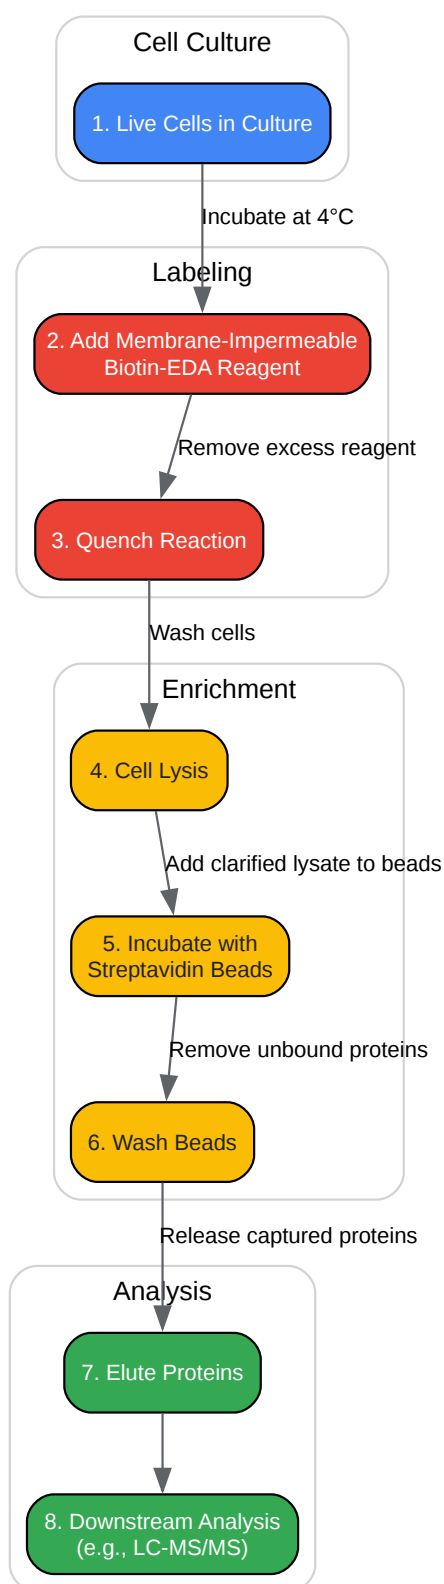 Cell Culture
1. Live Cells in Culture
Incubate at 4°C
Labeling
2. Add Membrane-Impermeable
Biotin-EDA Reagent
Remove excess reagent
3. Quench Reaction
Wash cells
Enrichment
4. Cell Lysis
Add clarified lysate to beads
5. Incubate with
Streptavidin Beads
Remove unbound proteins
6. Wash Beads
Release captured proteins
Analysis
7. Elute Proteins
8. Downstream Analysis
(e.g., LC-MS/MS)